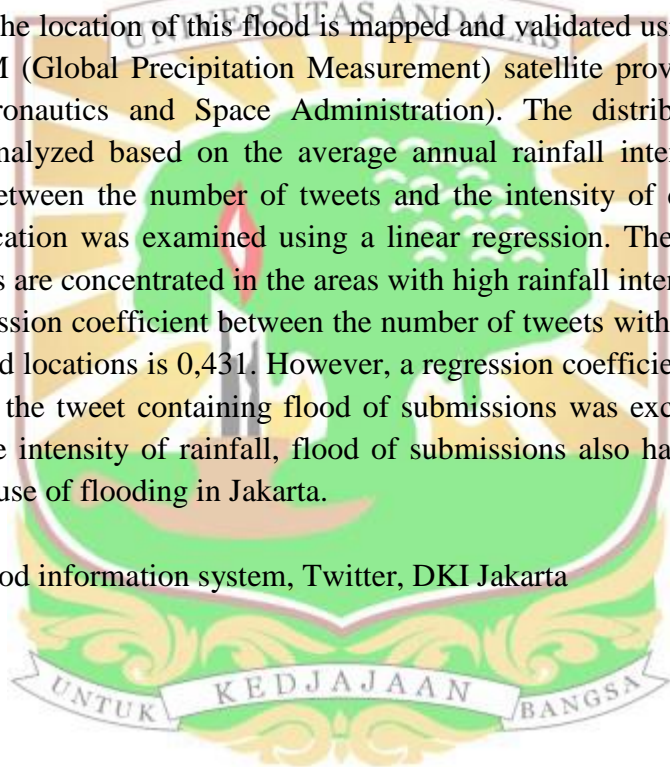 UNIVERSITAS ANDALAS
he location of this flood is mapped and validated usi
M (Global Precipitation Measurement) satellite prov
ronautics and Space Administration). The distrib
nalyzed based on the average annual rainfall inte
etween the number of tweets and the intensity of
cation was examined using a linear regression. The
s are concentrated in the areas with high rainfall inte
ssion coefficient between the number of tweets with
d locations is 0,431. However, a regression coefficie
the tweet containing flood of submissions was exc
e intensity of rainfall, flood of submissions also ha
use of flooding in Jakarta.
od information system, Twitter, DKI Jakarta
UNTUK KEDJAJAAN BANGSA